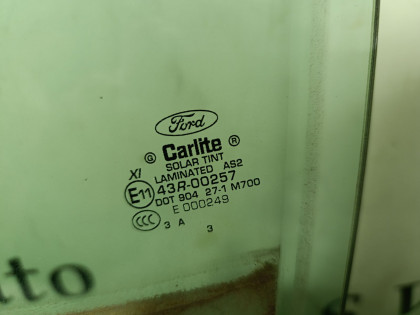 Ford
G Carlite R
SOLAR TINT
XI LAMINATED AS2
E11 43R-00257
DOT 904 27-1 M700
E 000249
CCC
3 A 3
uto